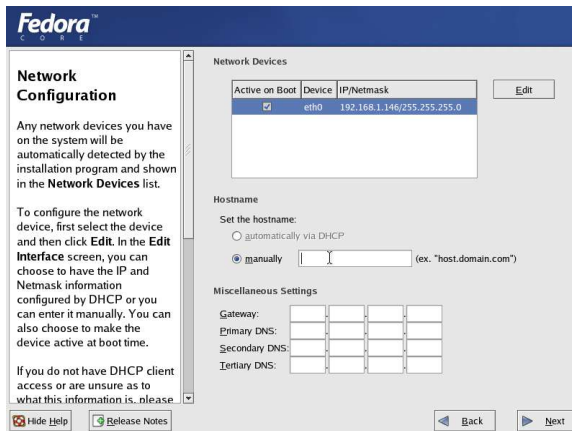 Fedora™
CORE
Network
Configuration
Any network devices you have
on the system will be
automatically detected by the
installation program and shown
in the Network Devices list.
To configure the network
device, first select the device
and then click Edit. In the Edit
Interface screen, you can
choose to have the IP and
Netmask information
configured by DHCP or you
can enter it manually. You can
also choose to make the
device active at boot time.
If you do not have DHCP client
access or are unsure as to
what this information is, please
Network Devices
Active on Boot Device IP/Netmask
eth0 192.168.1.146/255.255.255.0
Edit
Hostname
Set the hostname:
automatically via DHCP
manually (ex. "host.domain.com")
Miscellaneous Settings
Gateway: . . .
Primary DNS: . . .
Secondary DNS: . . .
Tertiary DNS: . . .
Hide Help
Release Notes
Back
Next